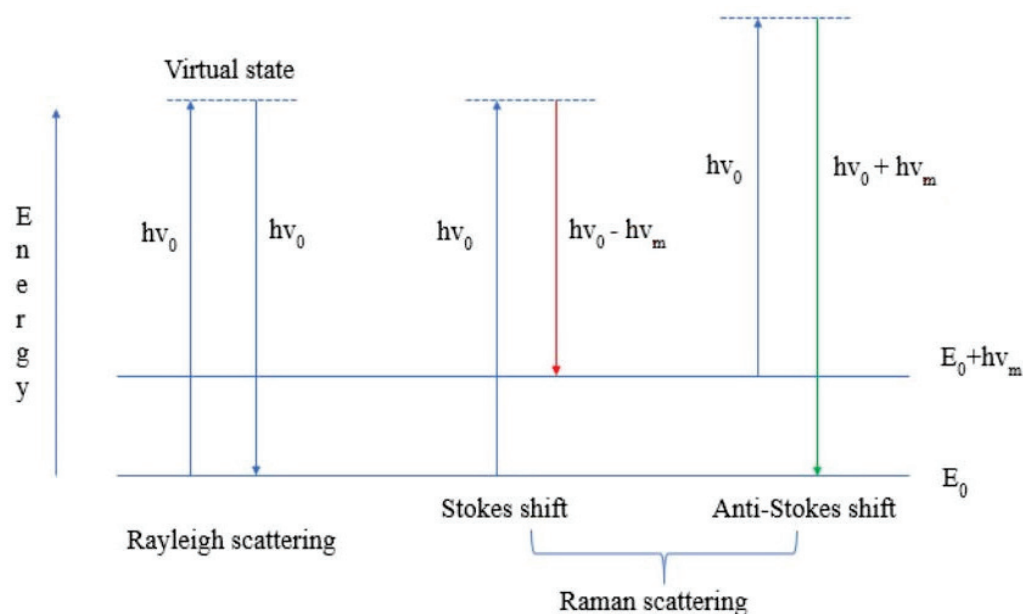 Virtual state
Energy
hv₀
hv₀
hv₀
hv₀ - hvₘ
hv₀
hv₀ + hvₘ
E₀+hvₘ
E₀
Stokes shift
Anti-Stokes shift
Rayleigh scattering
Raman scattering